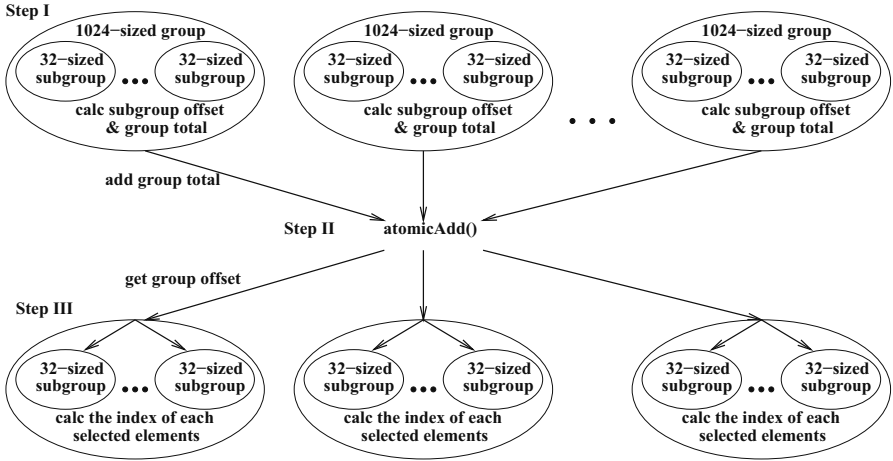 Step I
1024−sized group
32−sized subgroup
...
32−sized subgroup
calc subgroup offset
& group total
1024−sized group
32−sized subgroup
...
32−sized subgroup
calc subgroup offset
& group total
. . .
1024−sized group
32−sized subgroup
...
32−sized subgroup
calc subgroup offset
& group total
add group total
Step II
atomicAdd()
get group offset
Step III
32−sized
subgroup
...
32−sized
subgroup
calc the index of each
selected elements
32−sized
subgroup
...
32−sized
subgroup
calc the index of each
selected elements
32−sized
subgroup
...
32−sized
subgroup
calc the index of each
selected elements